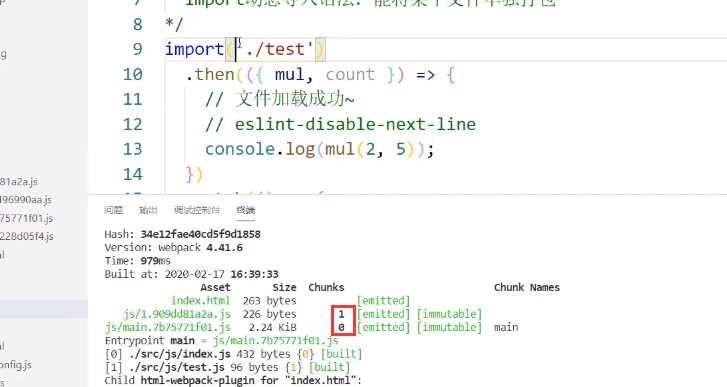 import动态导入语法：能将某个文件单独打包
8 */
9 import('./test')
10 .then(({ mul, count }) => {
11 // 文件加载成功~
12 // eslint-disable-next-line
13 console.log(mul(2, 5));
14 })
81a2a.js
496990aa.js
75771f01.js
228d05f4.js
onfig.js
问题 输出 调试控制台 终端
Hash: 34e12fae40cd5f9d1858
Version: webpack 4.41.6
Time: 979ms
Built at: 2020-02-17 16:39:33
Asset Size Chunks Chunk Names
index.html 263 bytes [emitted]
js/1.909dd81a2a.js 226 bytes 1 [emitted] [immutable]
js/main.7b75771f01.js 2.24 KiB 0 [emitted] [immutable] main
Entrypoint main = js/main.7b75771f01.js
[0] ./src/js/index.js 432 bytes {0} [built]
[1] ./src/js/test.js 96 bytes {1} [built]
Child html-webpack-plugin for "index.html":